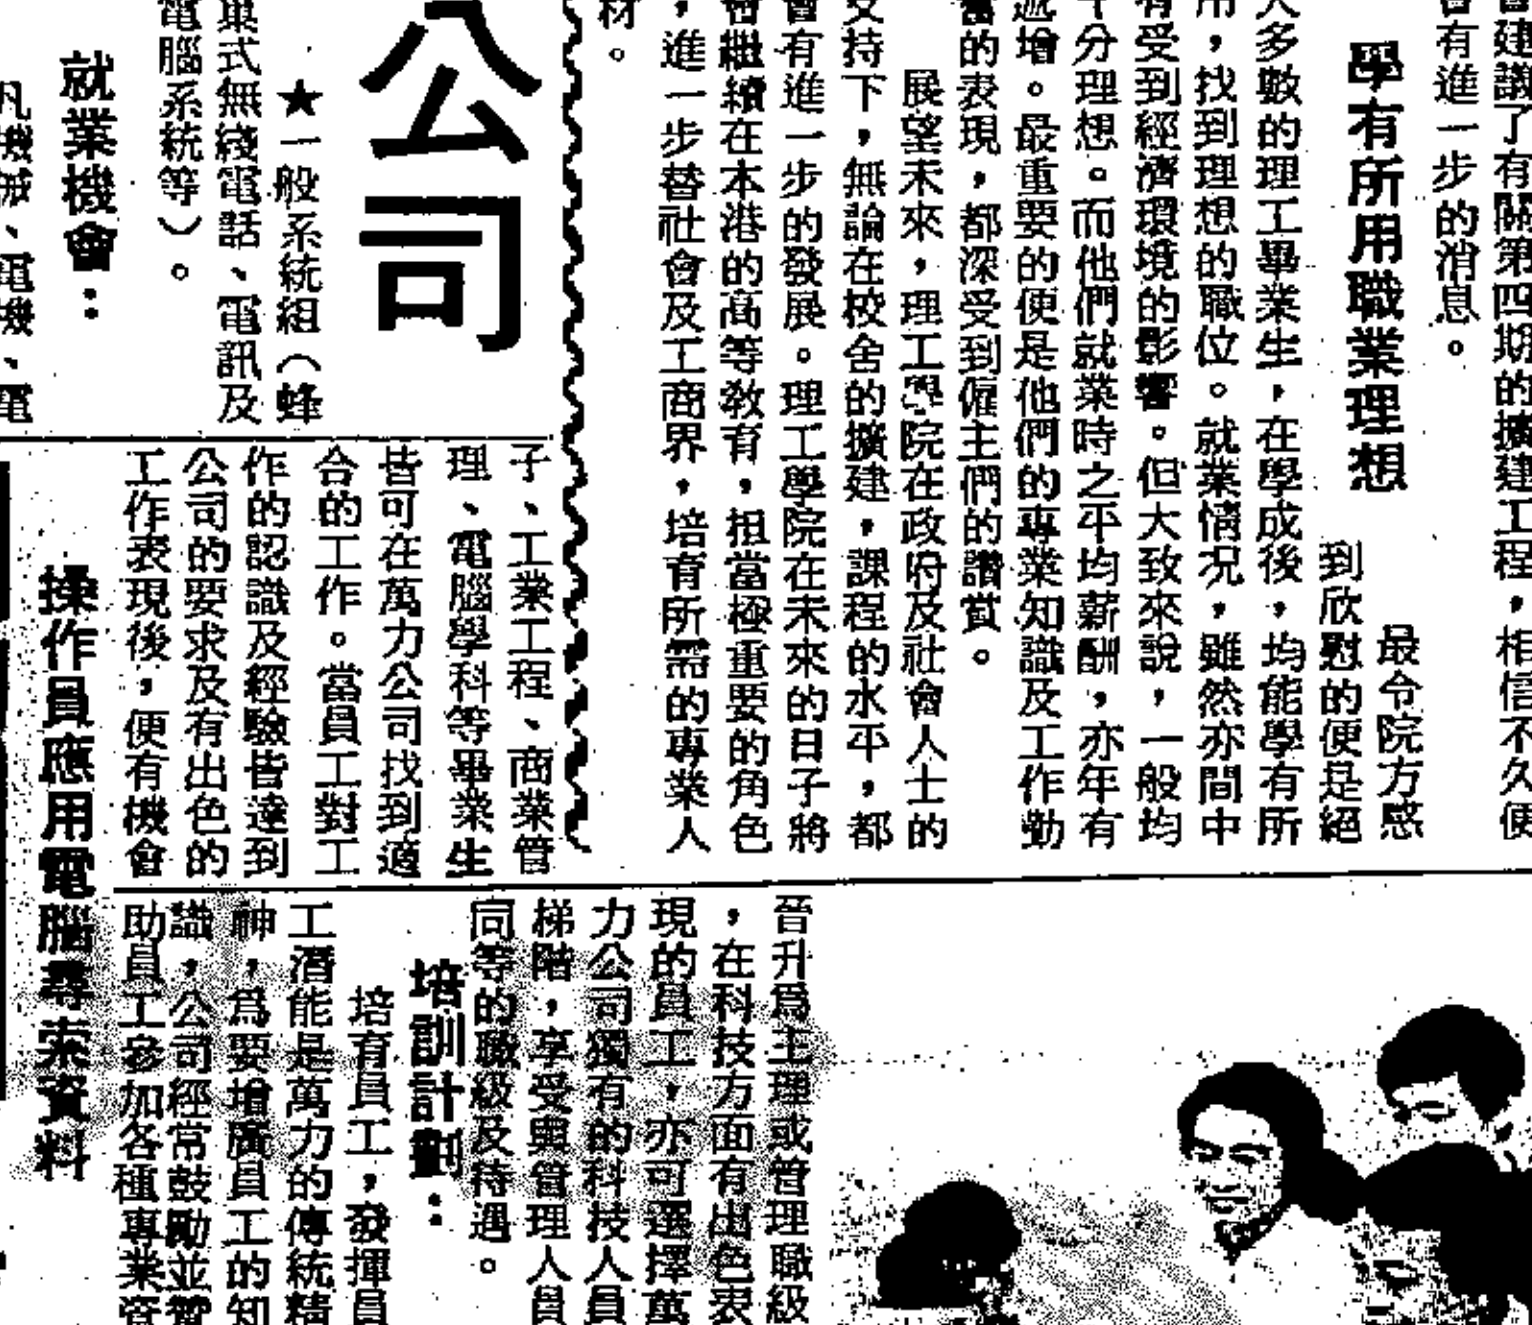 建議了有關第四期的擴建工程，相信不久便
會有進一步的消息。
學有所用職業理想
最令院方感
到欣慰的便是絕
大多數的理工畢業生，在學成後，均能學有所
用，找到理想的職位。就業情況，雖然亦間中
有受到經濟環境的影響。但大致來說，一般均
十分理想。而他們就業時之平均薪酬，亦年有
遞增。最重要的便是他們的專業知識及工作勤
奮的表現，都深受到僱主們的讚賞。
展望未來，理工學院在政府及社會人士的
支持下，無論在校舍的擴建，課程的水平，都
會有進一步的發展。理工學院在未來的日子將
會繼續在本港的高等教育，担當極重要的角色
，進一步替社會及工商界，培育所需的專業人
材。
公司
★一般系統組（蜂
巢式無綫電話、電訊及
電腦系統等）。
就業機會：
凡機械、電機、電
子、工業工程、商業管
理、電腦學科等畢業生
皆可在萬力公司找到適
合的工作。當員工對工
作的認識及經驗皆達到
公司的要求及有出色的
工作表現後，便有機會
晉升爲主理或管理職級
，在科技方面有出色表
現的員工，亦可選擇萬
力公司獨有的科技人員
梯階，享受與管理人員
同等的職級及待遇。
培訓計劃：
培育員工，發揮員
工潛能是萬力的傳統精
神，爲要增廣員工的知
識，公司經常鼓勵並贊
助員工參加各種專業資
操作員應用電腦尋索資料